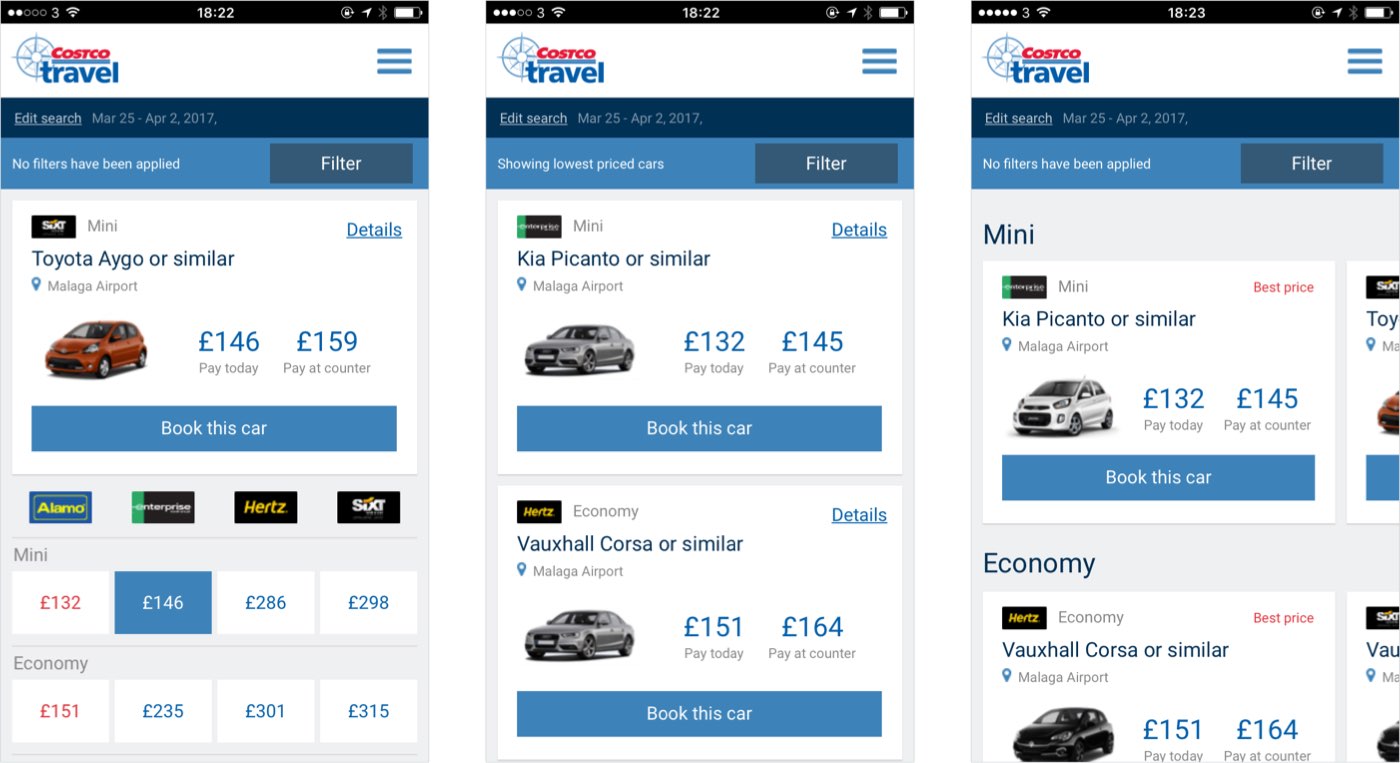 3 18:22
Costco
travel
Edit search Mar 25 - Apr 2, 2017,
No filters have been applied Filter
SiXT Mini Details
Toyota Aygo or similar
Malaga Airport
£146 £159
Pay today Pay at counter
Book this car
Alamo enterprise Hertz SiXT
Mini
£132 £146 £286 £298
Economy
£151 £235 £301 £315
3 18:22
Costco
travel
Edit search Mar 25 - Apr 2, 2017,
Showing lowest priced cars Filter
enterprise Mini Details
Kia Picanto or similar
Malaga Airport
£132 £145
Pay today Pay at counter
Book this car
Hertz Economy Details
Vauxhall Corsa or similar
Malaga Airport
£151 £164
Pay today Pay at counter
Book this car
3 18:23
Costco
travel
Edit search Mar 25 - Apr 2, 2017,
No filters have been applied Filter
Mini
enterprise Mini Best price SiXT
Kia Picanto or similar Toy
Malaga Airport Ma
£132 £145
Pay today Pay at counter
Book this car
Economy
Hertz Economy Best price SiXT
Vauxhall Corsa or similar Vau
Malaga Airport Ma
£151 £164
Pay today Pay at counter